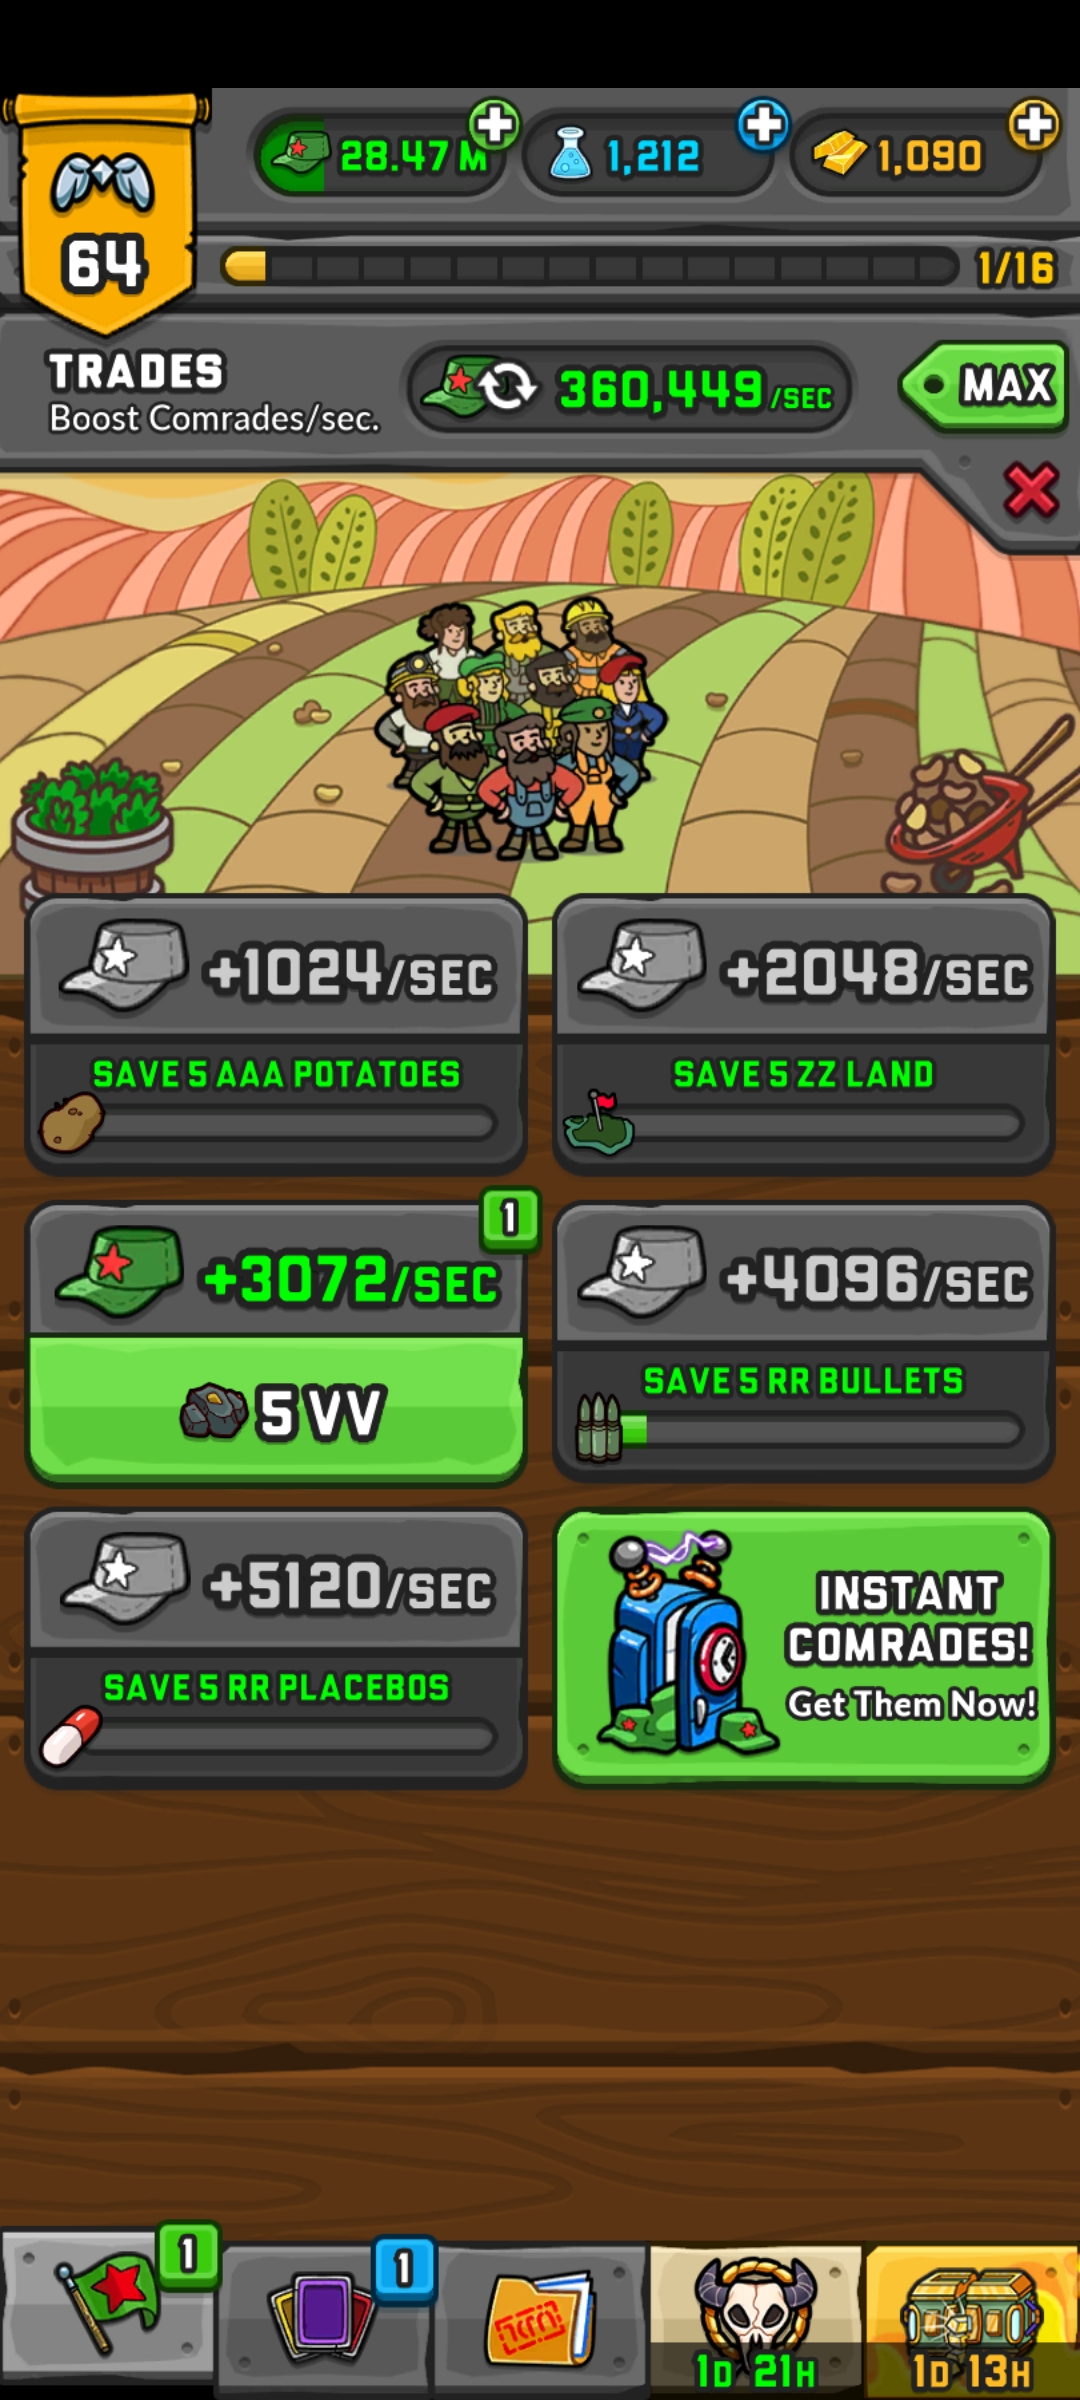 28.47 M
1,212
1,090
64
1/16
TRADES
Boost Comrades/sec.
360,449/SEC
MAX
+1024/SEC
SAVE 5 AAA POTATOES
+2048/SEC
SAVE 5 ZZ LAND
1
+3072/SEC
5 VV
+4096/SEC
SAVE 5 RR BULLETS
+5120/SEC
SAVE 5 RR PLACEBOS
INSTANT
COMRADES!
Get Them Now!
1
1
1D 21H
1D 13H